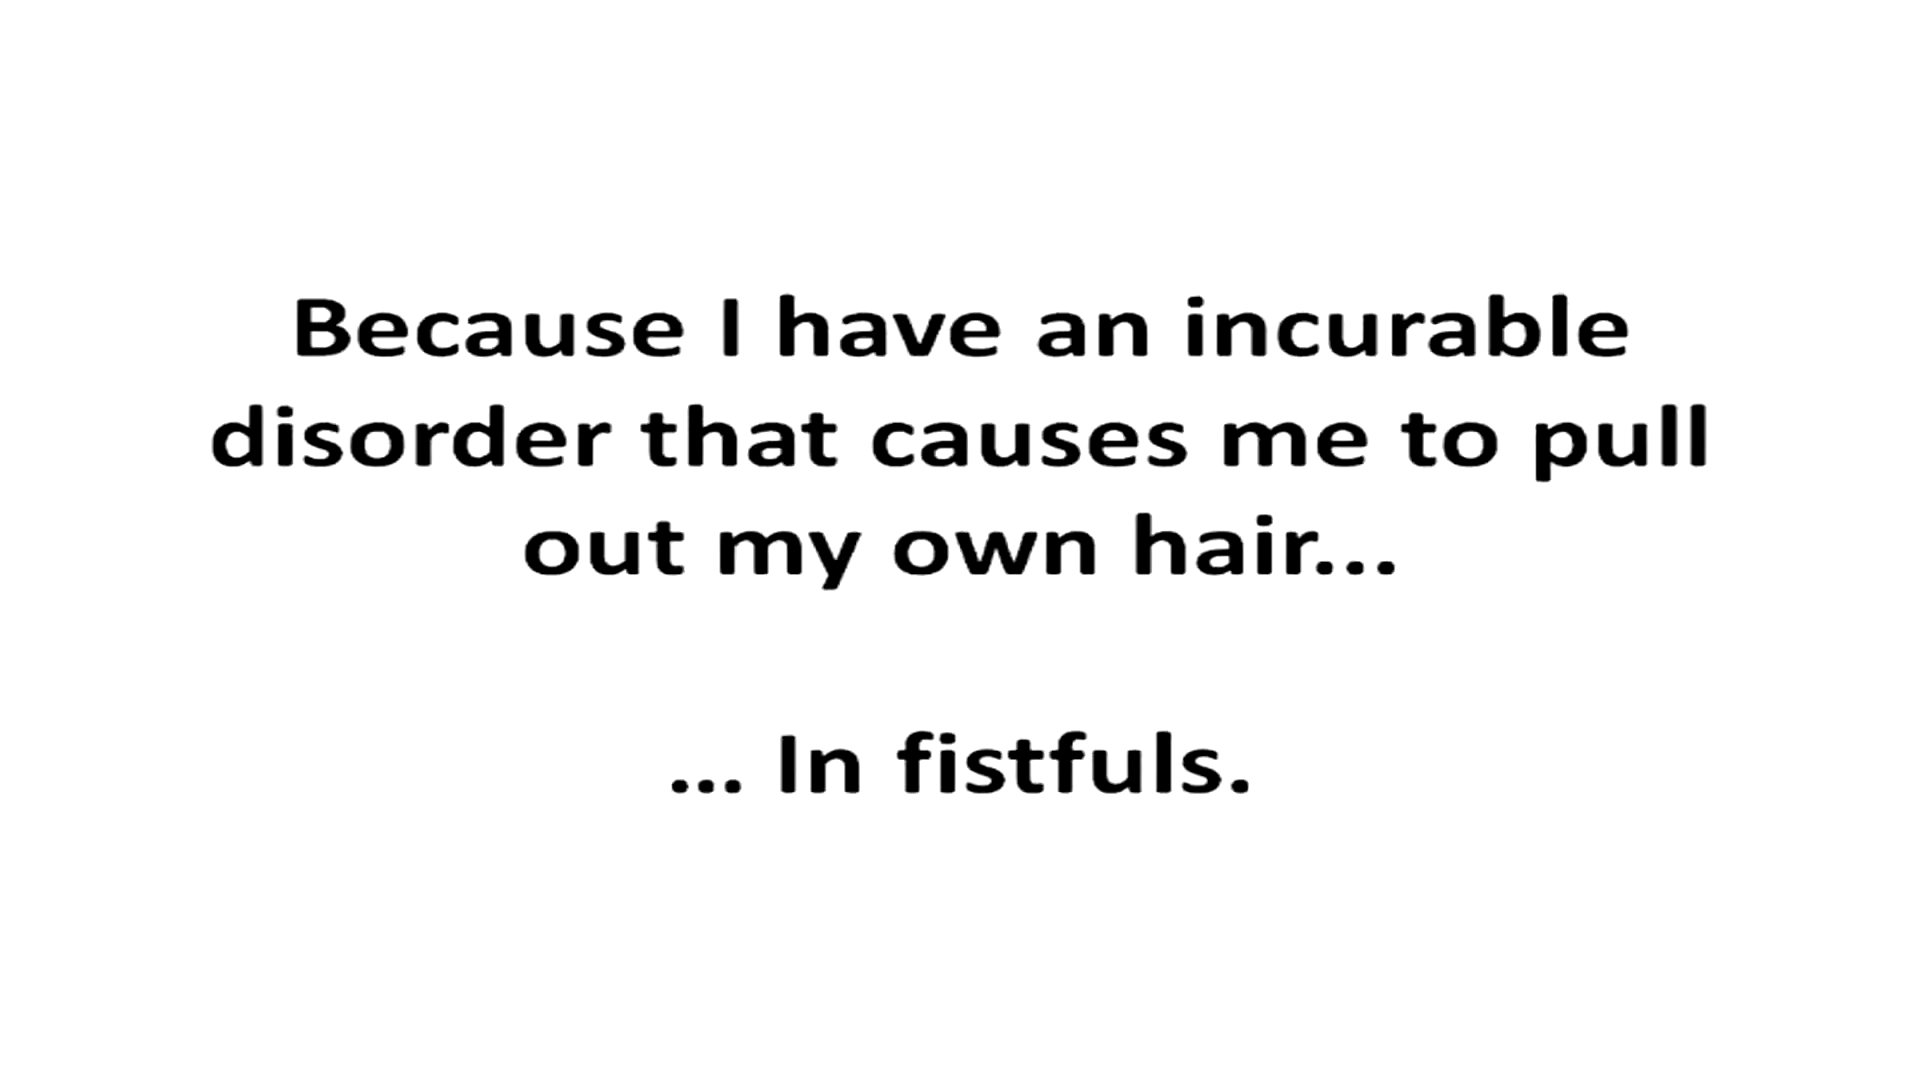 Because I have an incurable
disorder that causes me to pull
out my own hair...
... In fistfuls.